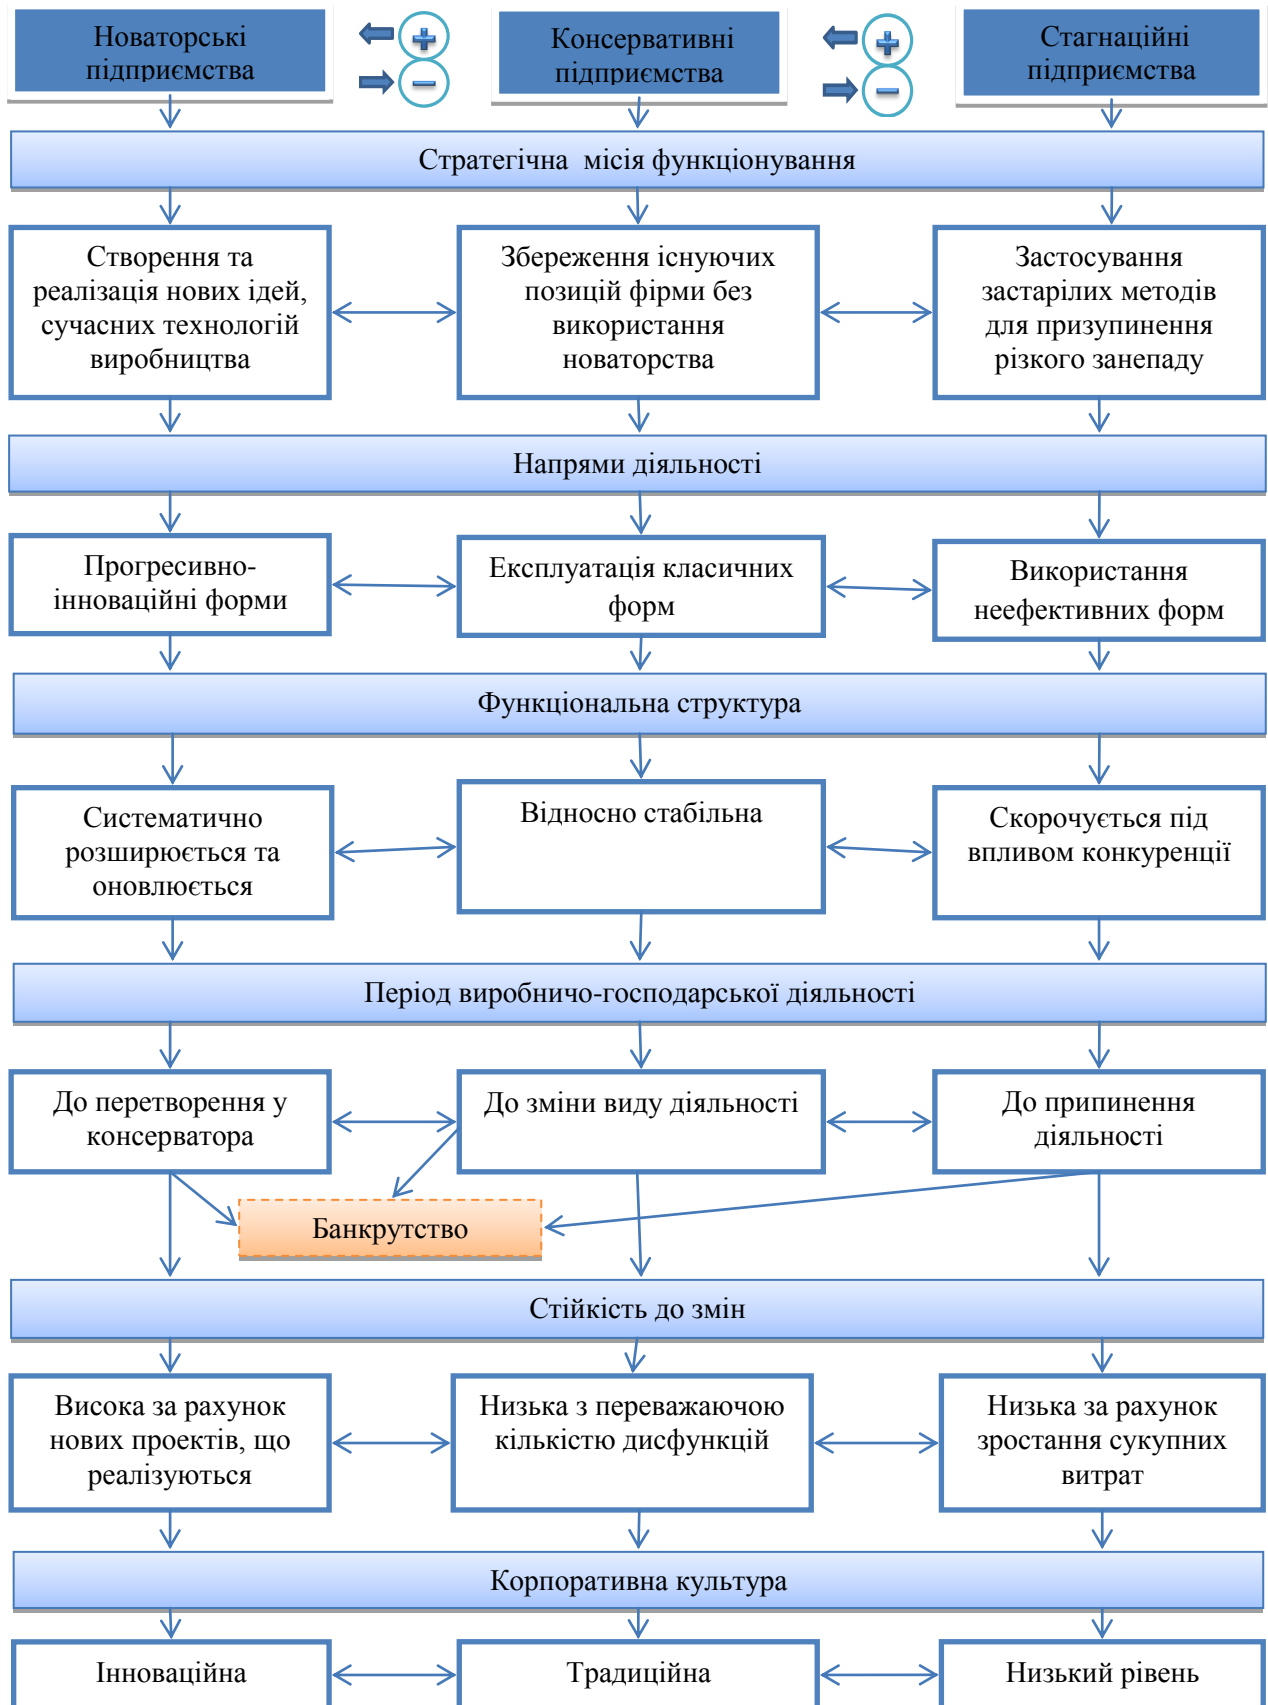 Новаторські
підприємства
Консервативні
підприємства
Стагнаційні
підприємства
Стратегічна місія функціонування
Створення та
реалізація нових ідей,
сучасних технологій
виробництва
Збереження існуючих
позицій фірми без
використання
новаторства
Застосування
застарілих методів
для призупинення
різкого занепаду
Напрями діяльності
Прогресивно-
інноваційні форми
Експлуатація класичних
форм
Використання
неефективних форм
Функціональна структура
Систематично
розширюється та
оновлюється
Відносно стабільна
Скорочується під
впливом конкуренції
Період виробничо-господарської діяльності
До перетворення у
консерватора
До зміни виду діяльності
До припинення
діяльності
Банкрутство
Стійкість до змін
Висока за рахунок
нових проектів, що
реалізуються
Низька з переважаючою
кількістю дисфункцій
Низька за рахунок
зростання сукупних
витрат
Корпоративна культура
Інноваційна
Традиційна
Низький рівень